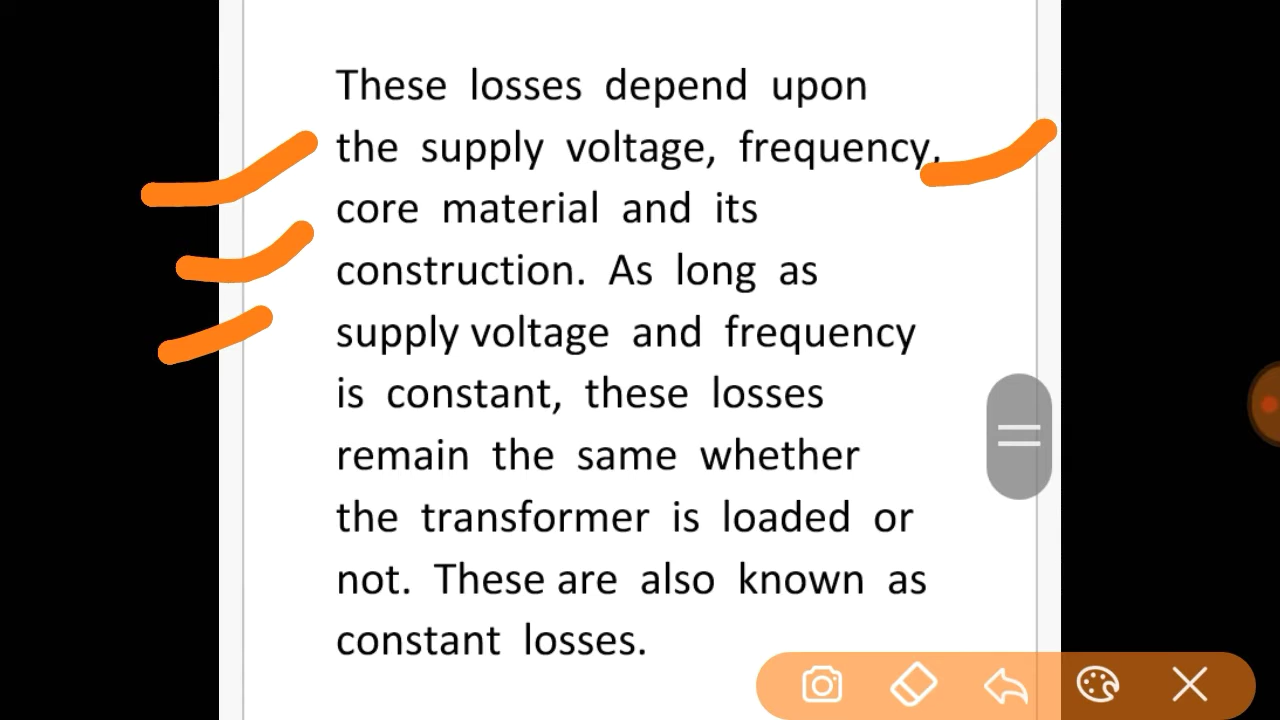 These losses depend upon
the supply voltage, frequency,
core material and its
construction. As long as
supply voltage and frequency
is constant, these losses
remain the same whether
the transformer is loaded or
not. These are also known as
constant losses.